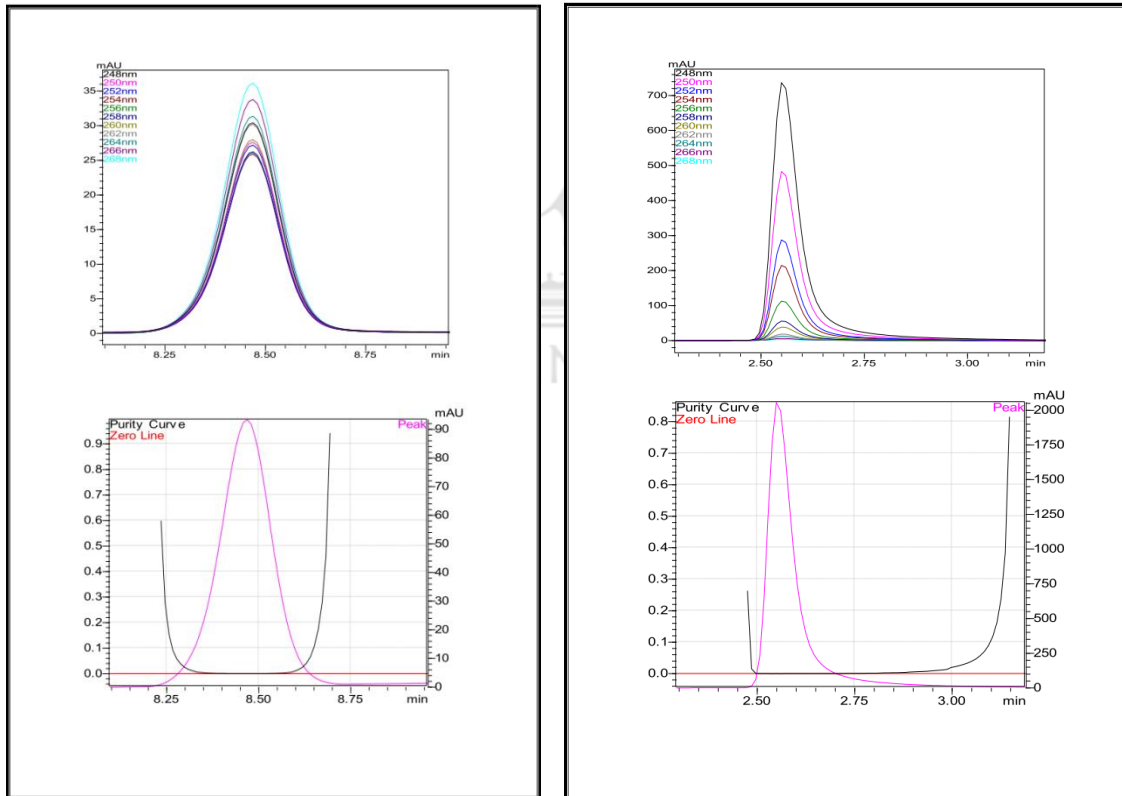 mAU
248nm
250nm
252nm
254nm
256nm
258nm
260nm
262nm
264nm
266nm
268nm
35
30
25
20
15
10
5
0
8.25 8.50 8.75 min
mAU
Purity Curve Peak
Zero Line
90
80
70
60
50
40
30
20
10
0
0.9
0.8
0.7
0.6
0.5
0.4
0.3
0.2
0.1
0.0
8.25 8.50 8.75 min
mAU
248nm
250nm
252nm
254nm
256nm
258nm
260nm
262nm
264nm
266nm
268nm
700
600
500
400
300
200
100
0
2.50 2.75 3.00 min
mAU
Purity Curve Peak
Zero Line
2000
1750
1500
1250
1000
750
500
250
0
0.8
0.7
0.6
0.5
0.4
0.3
0.2
0.1
0.0
2.50 2.75 3.00 min